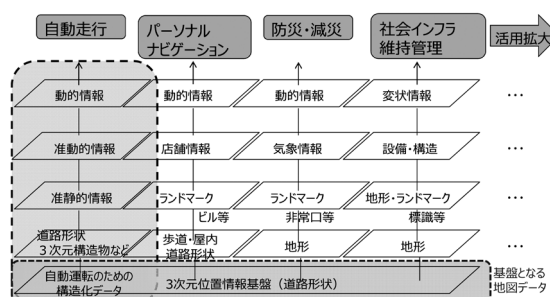 自動走行
パーソナル
ナビゲーション
防災・減災
社会インフラ
維持管理
活用拡大
動的情報
動的情報
動的情報
変状情報
…
准動的情報
店舗情報
気象情報
設備・構造
…
准静的情報
ランドマーク
ビル等
ランドマーク
非常口等
地形・ランドマーク
標識等
…
道路形状
3次元構造物など
歩道・屋内
道路形状
地形
地形
…
自動運転のための
構造化データ
3次元位置情報基盤（道路形状）
基盤となる
地図データ